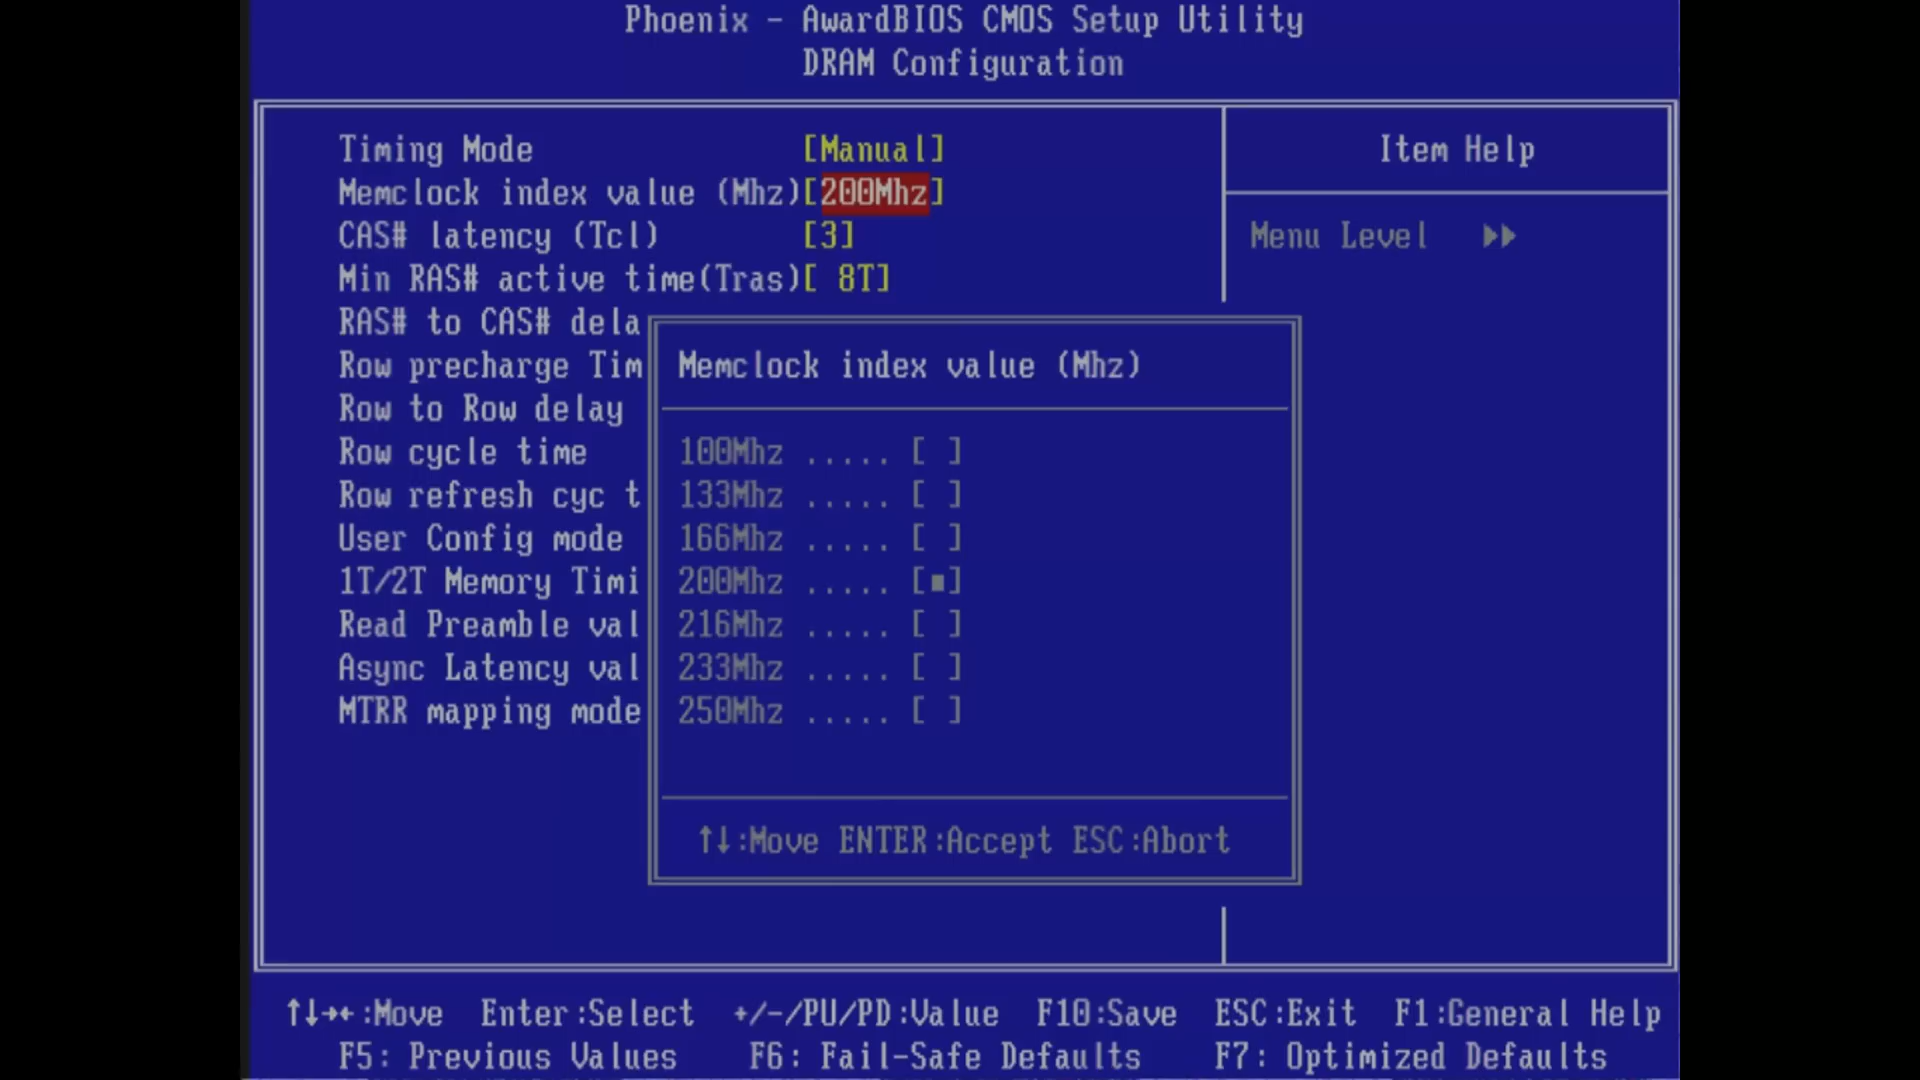 Phoenix - AwardBIOS CMOS Setup Utility
DRAM Configuration
Timing Mode [Manual]
Memclock index value (Mhz)[200Mhz]
CAS# latency (Tcl) [3]
Min RAS# active time(Tras)[ 8T]
RAS# to CAS# dela
Row precharge Tim
Row to Row delay
Row cycle time
Row refresh cyc t
User Config mode
1T/2T Memory Timi
Read Preamble val
Async Latency val
MTRR mapping mode
Item Help
Menu Level ▸▸
Memclock index value (Mhz)
100Mhz ..... [ ]
133Mhz ..... [ ]
166Mhz ..... [ ]
200Mhz ..... [■]
216Mhz ..... [ ]
233Mhz ..... [ ]
250Mhz ..... [ ]
↑↓:Move ENTER:Accept ESC:Abort
↑↓→←:Move Enter:Select +/-/PU/PD:Value F10:Save ESC:Exit F1:General Help
F5: Previous Values F6: Fail-Safe Defaults F7: Optimized Defaults